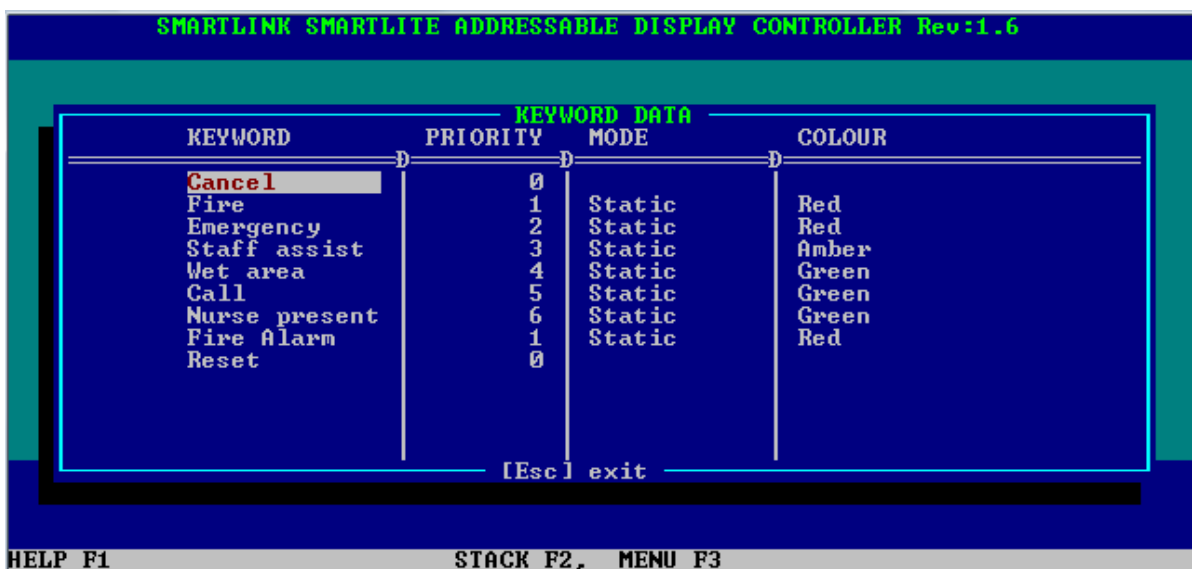 SMARTLINK SMARTLITE ADDRESSABLE DISPLAY CONTROLLER Rev:1.6
KEYWORD DATA
KEYWORD PRIORITY MODE COLOUR
Đ Đ Đ
Cancel 0
Fire 1 Static Red
Emergency 2 Static Red
Staff assist 3 Static Amber
Wet area 4 Static Green
Call 5 Static Green
Nurse present 6 Static Green
Fire Alarm 1 Static Red
Reset 0
[Esc] exit
HELP F1 STACK F2, MENU F3